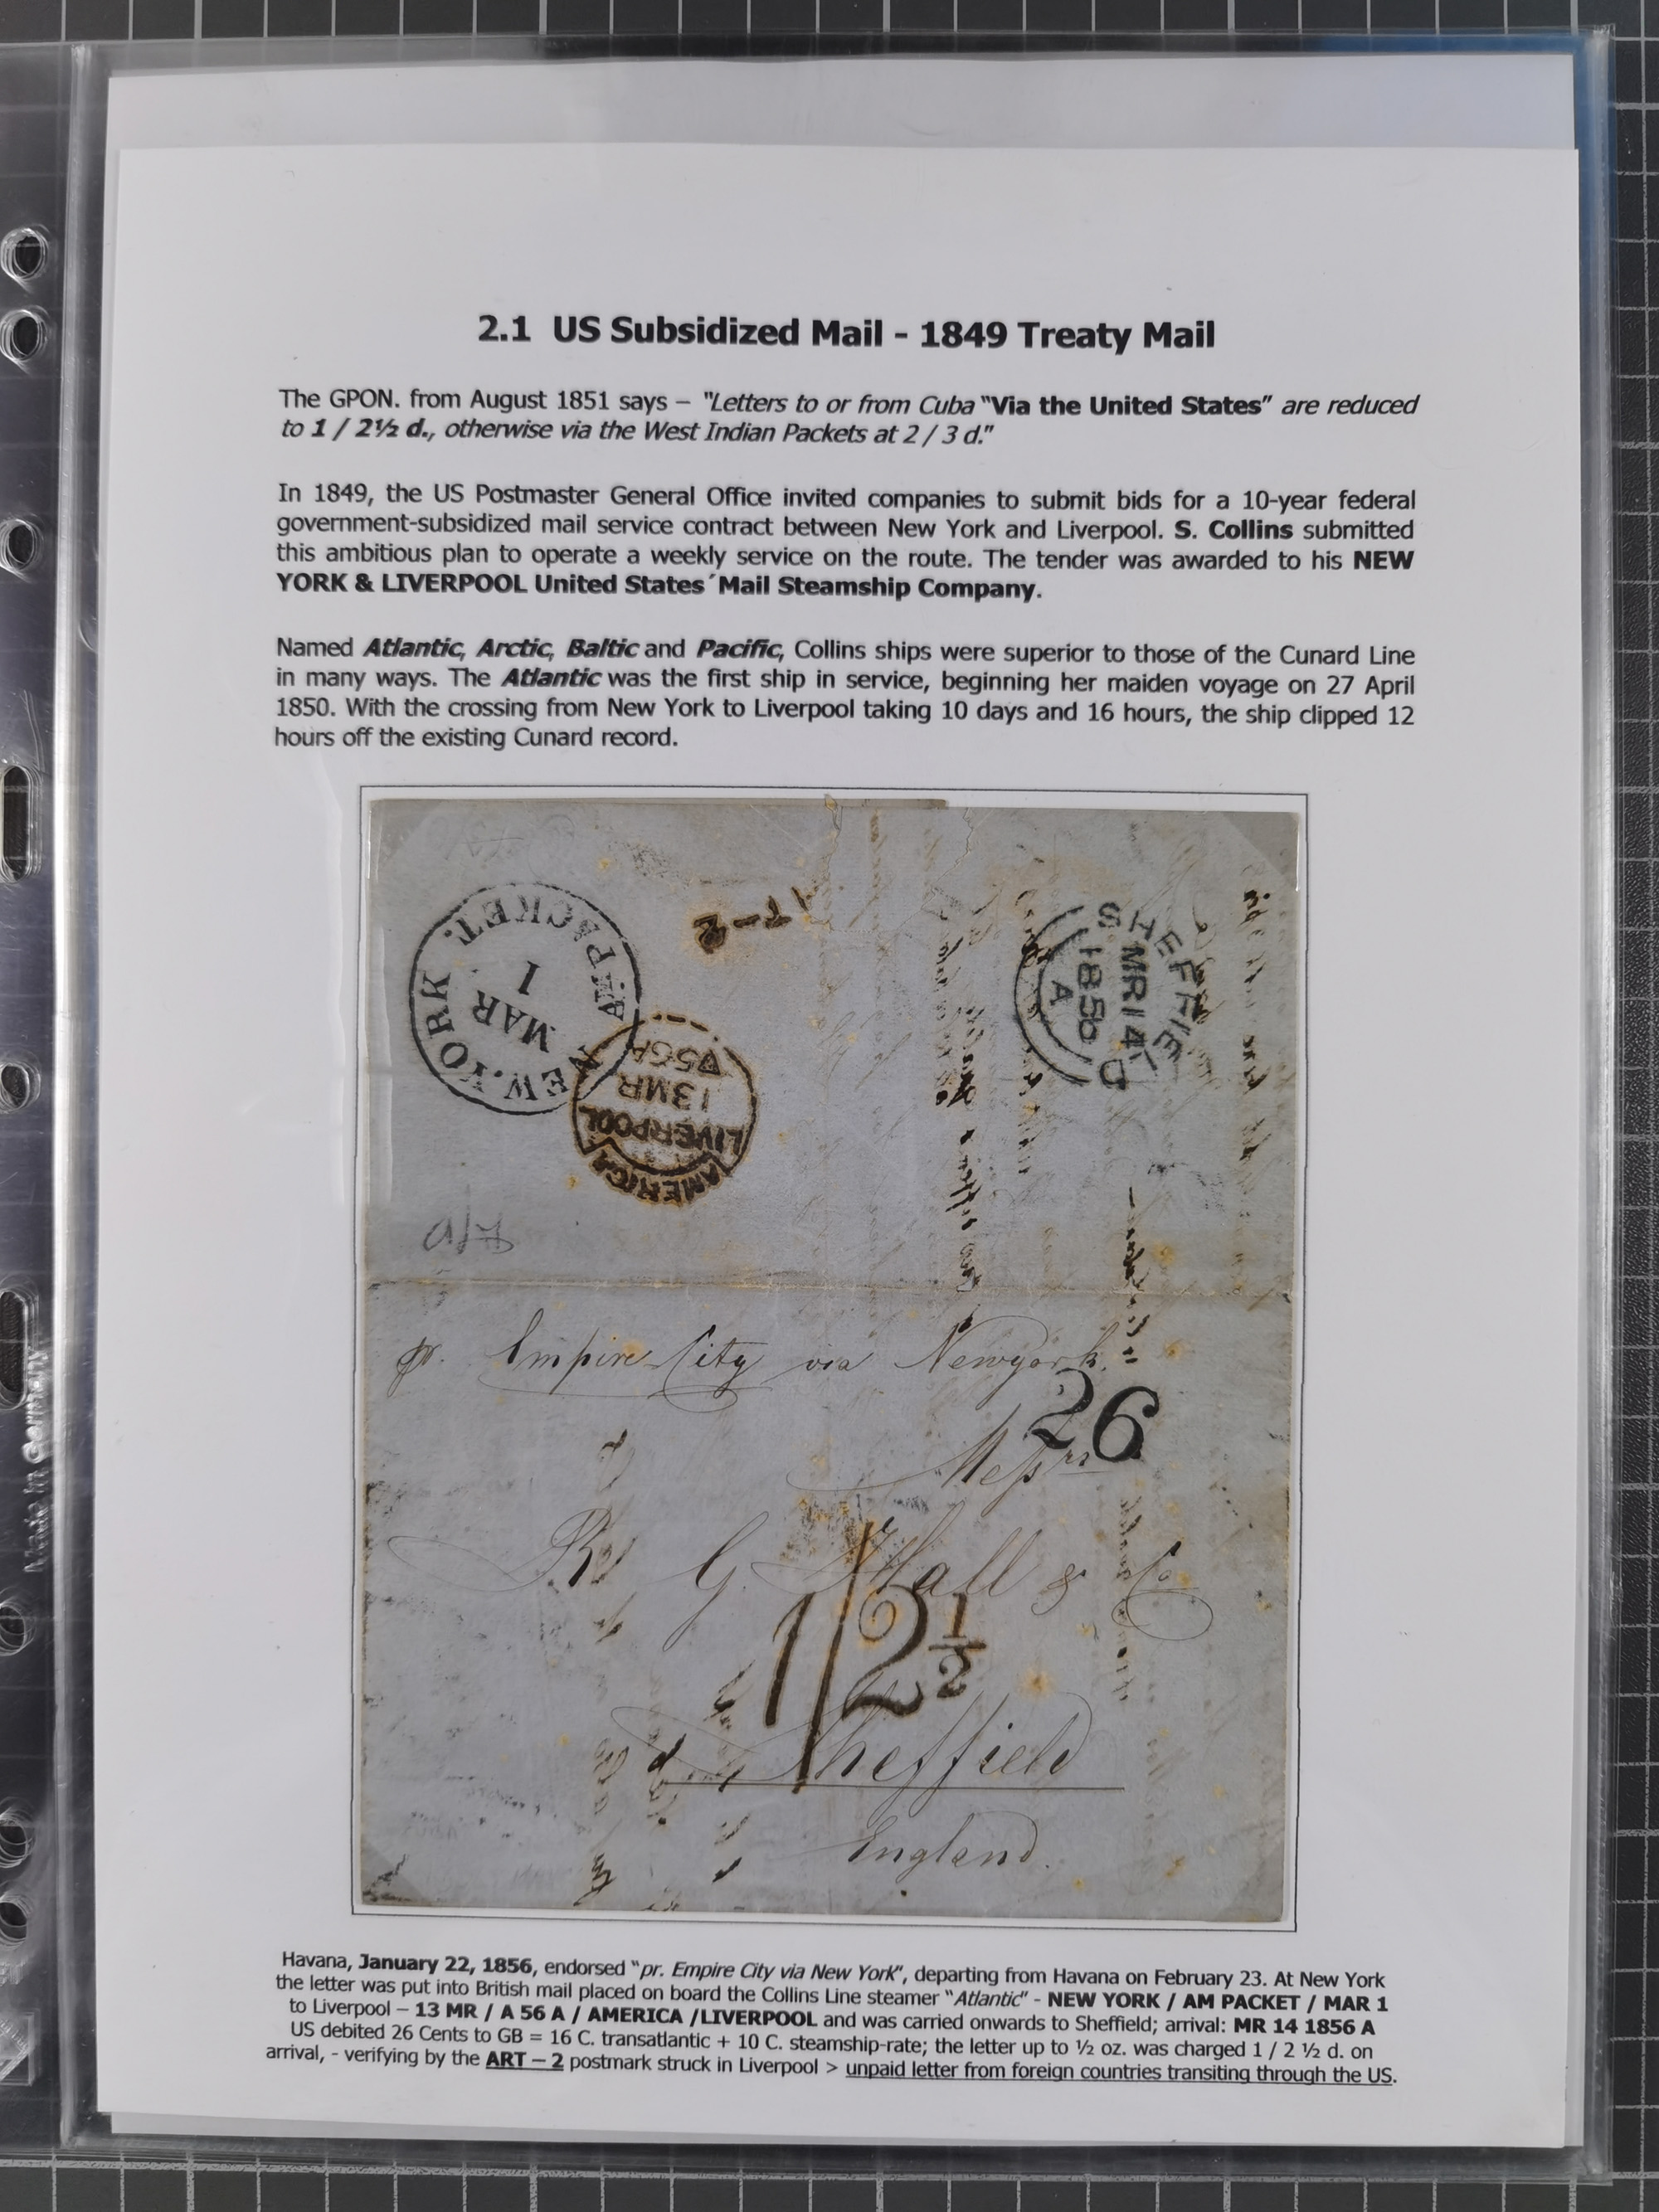 2.1 US Subsidized Mail - 1849 Treaty Mail
The GPON. from August 1851 says – "Letters to or from Cuba "Via the United States" are reduced
to 1 / 2½ d., otherwise via the West Indian Packets at 2 / 3 d."
In 1849, the US Postmaster General Office invited companies to submit bids for a 10-year federal
government-subsidized mail service contract between New York and Liverpool. S. Collins submitted
this ambitious plan to operate a weekly service on the route. The tender was awarded to his NEW
YORK & LIVERPOOL United States´Mail Steamship Company.
Named Atlantic, Arctic, Baltic and Pacific, Collins ships were superior to those of the Cunard Line
in many ways. The Atlantic was the first ship in service, beginning her maiden voyage on 27 April
1850. With the crossing from New York to Liverpool taking 10 days and 16 hours, the ship clipped 12
hours off the existing Cunard record.
NEW.YORK AM.PACKET.
MAR
1
AMERICA
LIVERPOOL
13MR
SHEFFIELD
MR14
1856
A
pr. Empire City via Newyork.
26
Messrs
R G. Hall & Co
1/2½
Sheffield
England.
Made in Germany
Havana, January 22, 1856, endorsed "pr. Empire City via New York", departing from Havana on February 23. At New York
the letter was put into British mail placed on board the Collins Line steamer "Atlantic" - NEW YORK / AM PACKET / MAR 1
to Liverpool – 13 MR / A 56 A / AMERICA /LIVERPOOL and was carried onwards to Sheffield; arrival: MR 14 1856 A
US debited 26 Cents to GB = 16 C. transatlantic + 10 C. steamship-rate; the letter up to ½ oz. was charged 1 / 2 ½ d. on
arrival, - verifying by the ART – 2 postmark struck in Liverpool > unpaid letter from foreign countries transiting through the US.